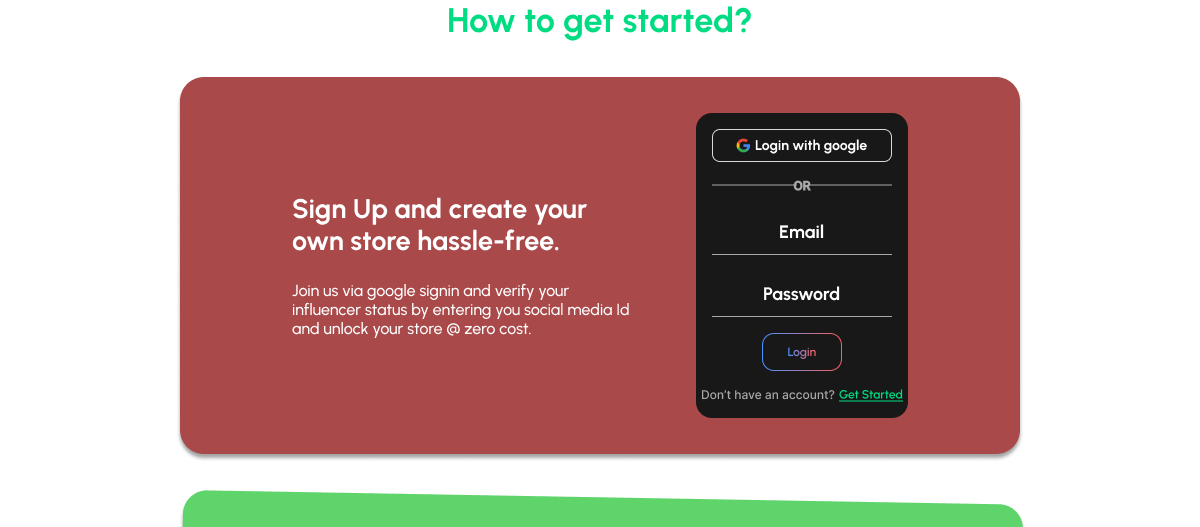 How to get started?
Sign Up and create your
own store hassle-free.
Join us via google signin and verify your
influencer status by entering you social media Id
and unlock your store @ zero cost.
Login with google
OR
Email
Password
Login
Don't have an account? Get Started